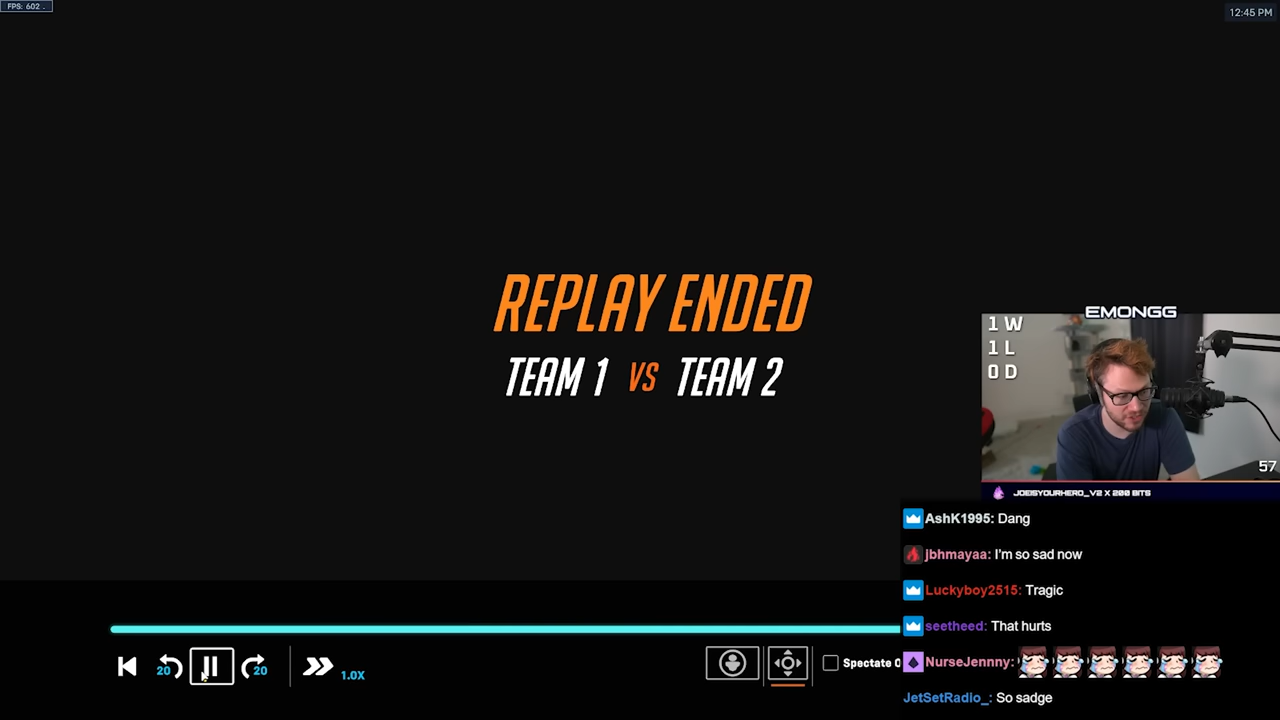 FPS: 602 .
12:45 PM
REPLAY ENDED
TEAM 1 VS TEAM 2
EMONGG
1 W
1 L
0 D
57
JOEISYOURHERO_V2 X 200 BITS
AshK1995: Dang
jbhmayaa: I'm so sad now
Luckyboy2515: Tragic
seetheed: That hurts
NurseJennny:
JetSetRadio_: So sadge
20
20
1.0X
Spectate